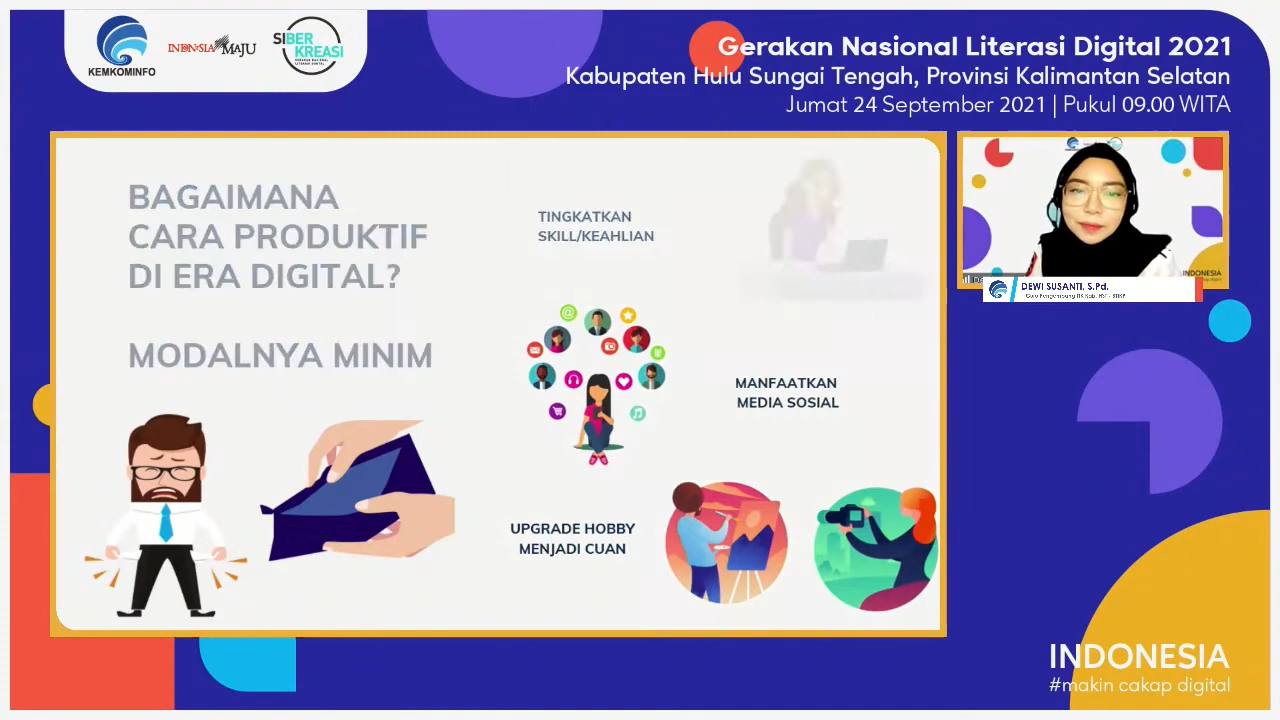 KEMKOMINFO
INDONESIA MAJU
SIBER KREASI
Gerakan Nasional Literasi Digital 2021
Kabupaten Hulu Sungai Tengah, Provinsi Kalimantan Selatan
Jumat 24 September 2021 | Pukul 09.00 WITA
BAGAIMANA
CARA PRODUKTIF
DI ERA DIGITAL?
MODALNYA MINIM
TINGKATKAN
SKILL/KEAHLIAN
MANFAATKAN
MEDIA SOSIAL
UPGRADE HOBBY
MENJADI CUAN
INDONESIA
DEWI SUSANTI, S.Pd.
INDONESIA
#makin cakap digital